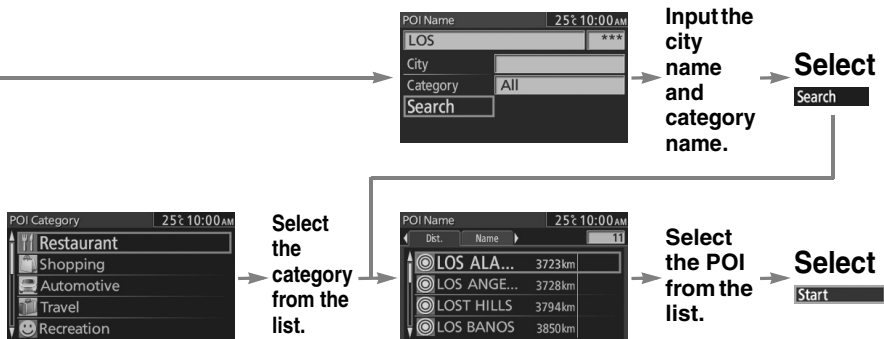 POI Name 25℃ 10:00AM
LOS ***
City
Category All
Search
Input the
city
name
and
category
name.
Select
Search
POI Category 25℃ 10:00AM
Restaurant
Shopping
Automotive
Travel
Recreation
Select
the
category
from the
list.
POI Name 25℃ 10:00AM
Dist. Name 11
LOS ALA... 3723km
LOS ANGE... 3728km
LOST HILLS 3794km
LOS BANOS 3850km
Select
the POI
from the
list.
Select
Start